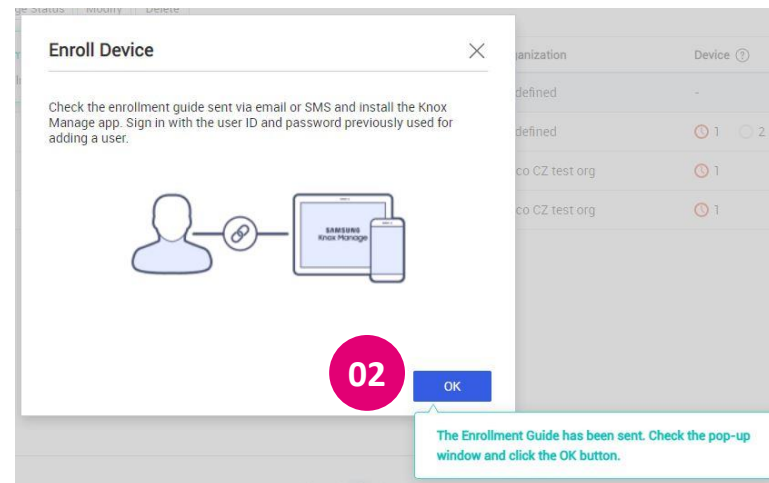 ge Status Modify Delete
Enroll Device
Organization
Device ?
Check the enrollment guide sent via email or SMS and install the Knox
Manage app. Sign in with the user ID and password previously used for
adding a user.
defined
-
defined
1
2
co CZ test org
1
co CZ test org
1
SAMSUNG
Knox Manage
02
OK
The Enrollment Guide has been sent. Check the pop-up
window and click the OK button.